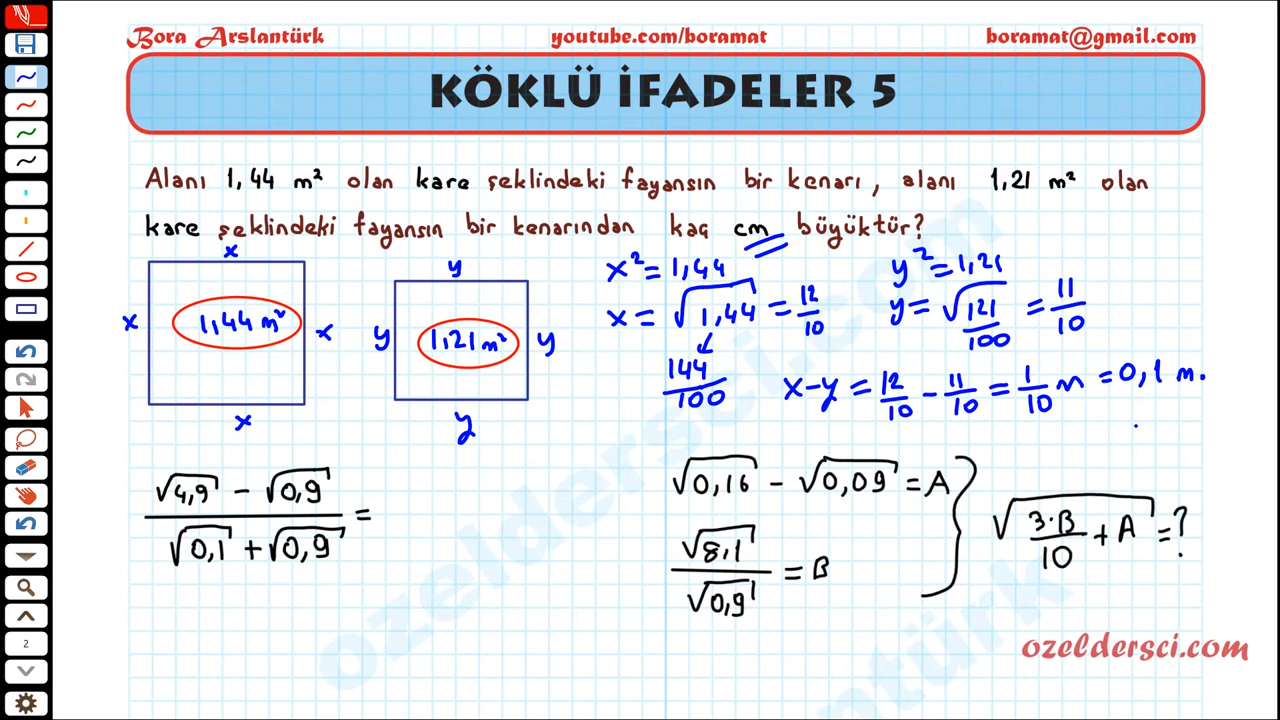 Bora Arslantürk youtube.com/boramat boramat@gmail.com
KÖKLÜ İFADELER 5
Alanı 1,44 m² olan kare şeklindeki fayansın bir kenarı, alanı 1,21 m² olan
kare şeklindeki fayansın bir kenarından kaç cm büyüktür?
x
x 1,44 m² x
x
y
y 1,21 m² y
y
x² = 1,44
x = √1,44 = 12/10
144/100
y² = 1,21
y = √121/100 = 11/10
x-y = 12/10 - 11/10 = 1/10 m = 0,1 m.
(√4,9 - √0,9)/(√0,1 + √0,9) =
√0,16 - √0,09 = A
√8,1/√0,9 = B
√(3·B/10 + A) = ?
ozeldersci.com
ozeldersci.com
2